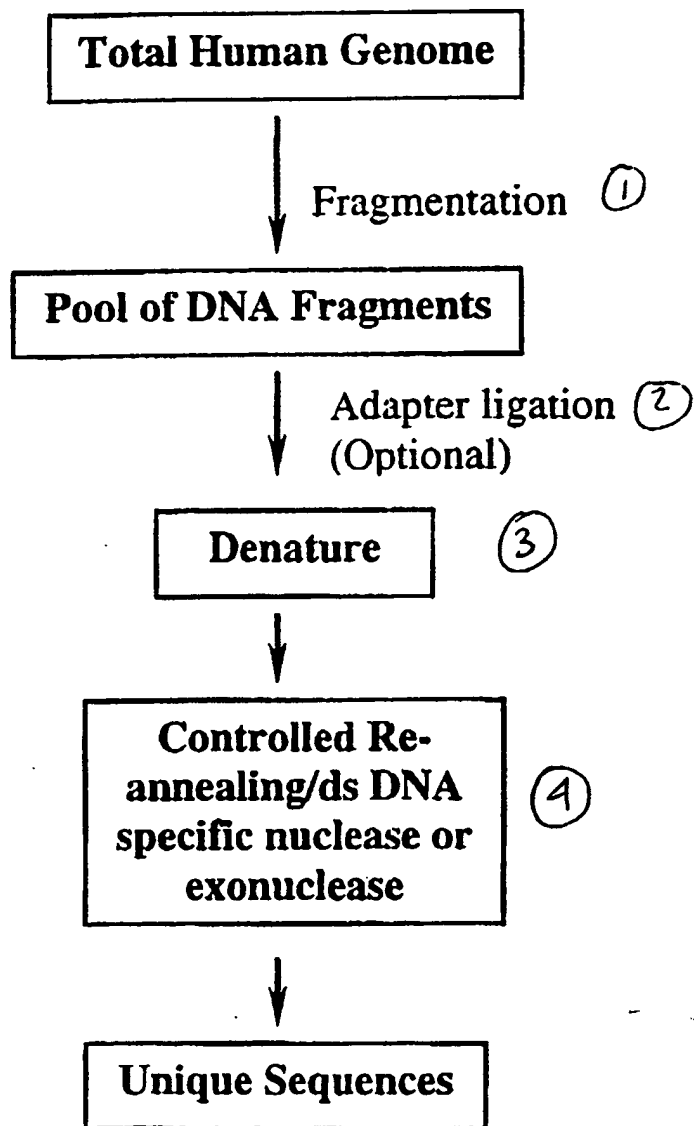 Total Human Genome
Fragmentation ①
Pool of DNA Fragments
Adapter ligation ②
(Optional)
Denature ③
Controlled Re-
annealing/ds DNA
specific nuclease or
exonuclease ④
Unique Sequences